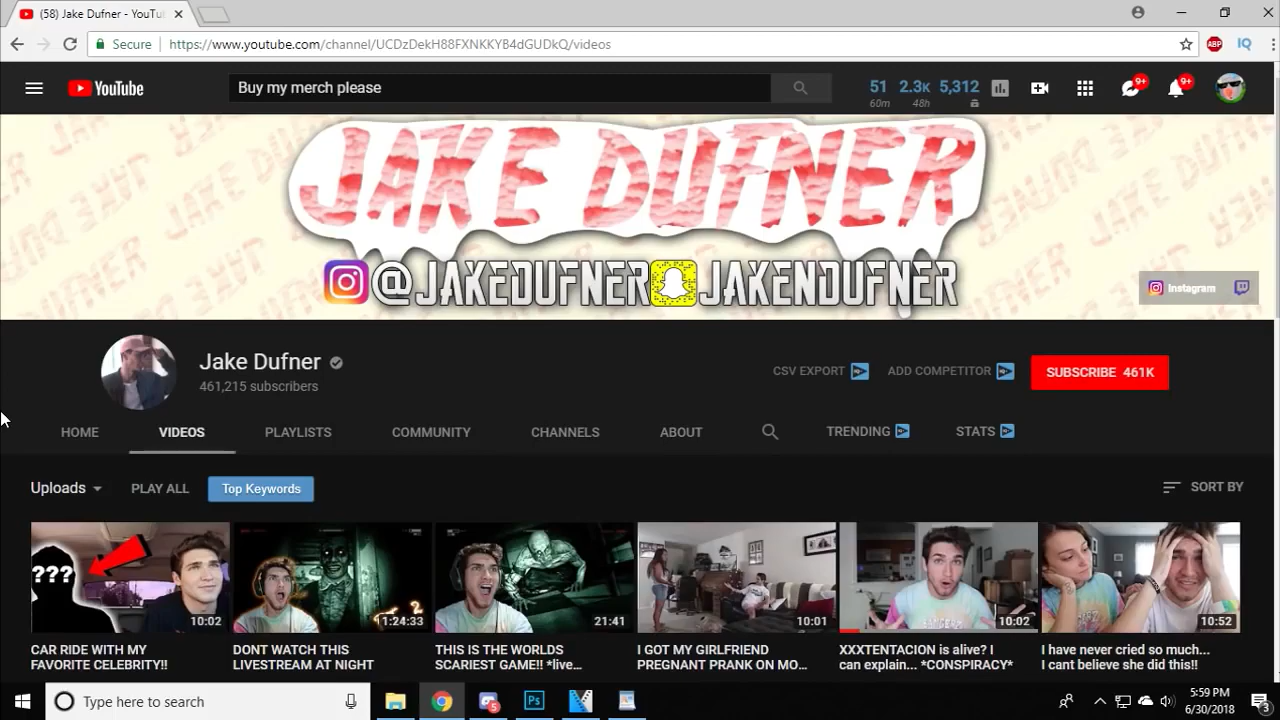 (58) Jake Dufner - YouTu
Secure https://www.youtube.com/channel/UCDzDekH88FXNKKYB4dGUDkQ/videos ABP IQ
YouTube Buy my merch please 51 2.3K 5,312 9+ 9+
60m 48h
JAKE DUFNER
@JAKEDUFNER JAKENDUFNER
Instagram
Jake Dufner
461,215 subscribers
CSV EXPORT ADD COMPETITOR SUBSCRIBE 461K
HOME VIDEOS PLAYLISTS COMMUNITY CHANNELS ABOUT TRENDING STATS
Uploads PLAY ALL Top Keywords SORT BY
???
10:02 1:24:33 21:41 10:01 10:02 10:52
CAR RIDE WITH MY FAVORITE CELEBRITY!!
DONT WATCH THIS LIVESTREAM AT NIGHT
THIS IS THE WORLDS SCARIEST GAME!! *live...
I GOT MY GIRLFRIEND PREGNANT PRANK ON MO...
XXXTENTACION is alive? I can explain... *CONSPIRACY*
I have never cried so much... I cant believe she did this!!
Type here to search 5 Ps 5:59 PM
6/30/2018 3